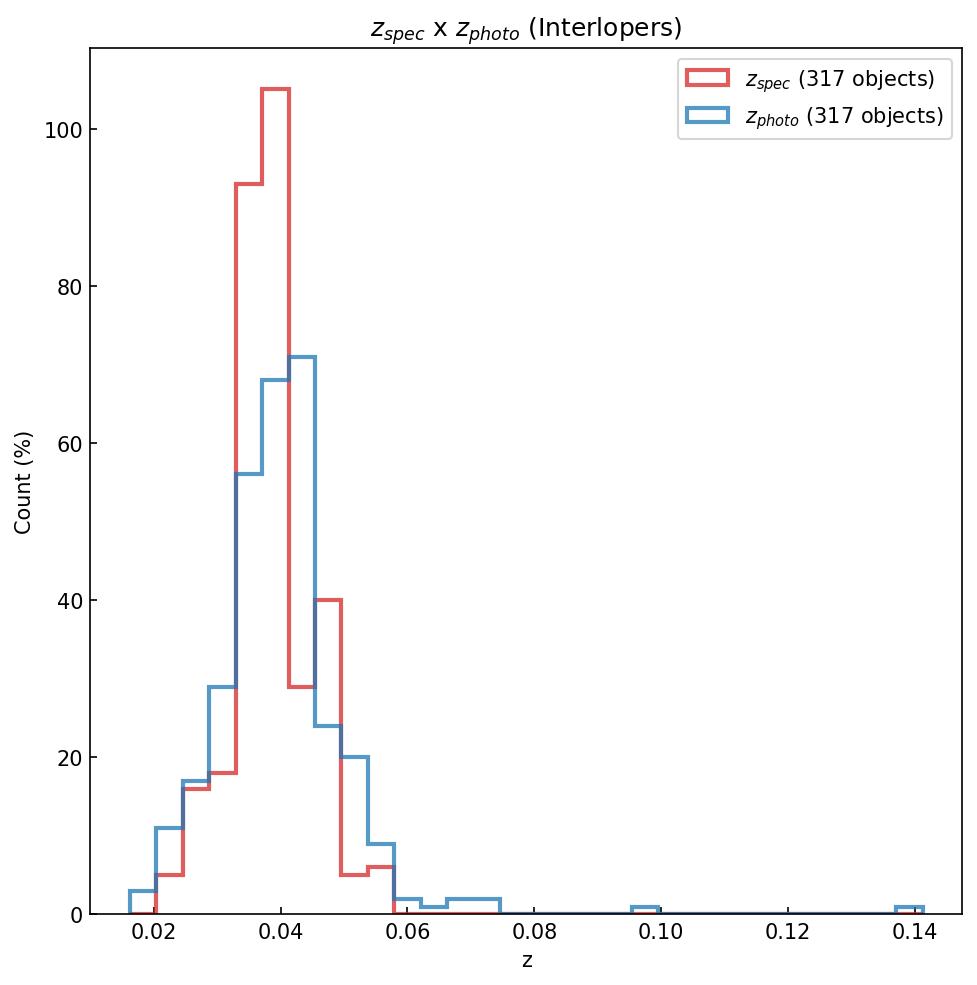 z_spec x z_photo (Interlopers)
z_spec (317 objects)
z_photo (317 objects)
Count (%)
100
80
60
40
20
0
0.02 0.04 0.06 0.08 0.10 0.12 0.14
z